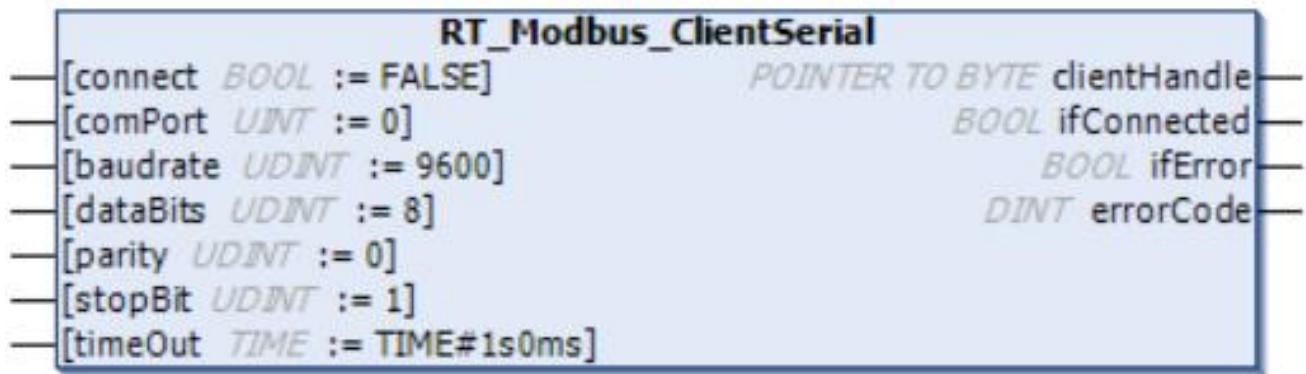 RT_Modbus_ClientSerial
[connect BOOL := FALSE] POINTER TO BYTE clientHandle
[comPort UINT := 0] BOOL ifConnected
[baudrate UDINT := 9600] BOOL ifError
[dataBits UDINT := 8] DINT errorCode
[parity UDINT := 0]
[stopBit UDINT := 1]
[timeOut TIME := TIME#1s0ms]